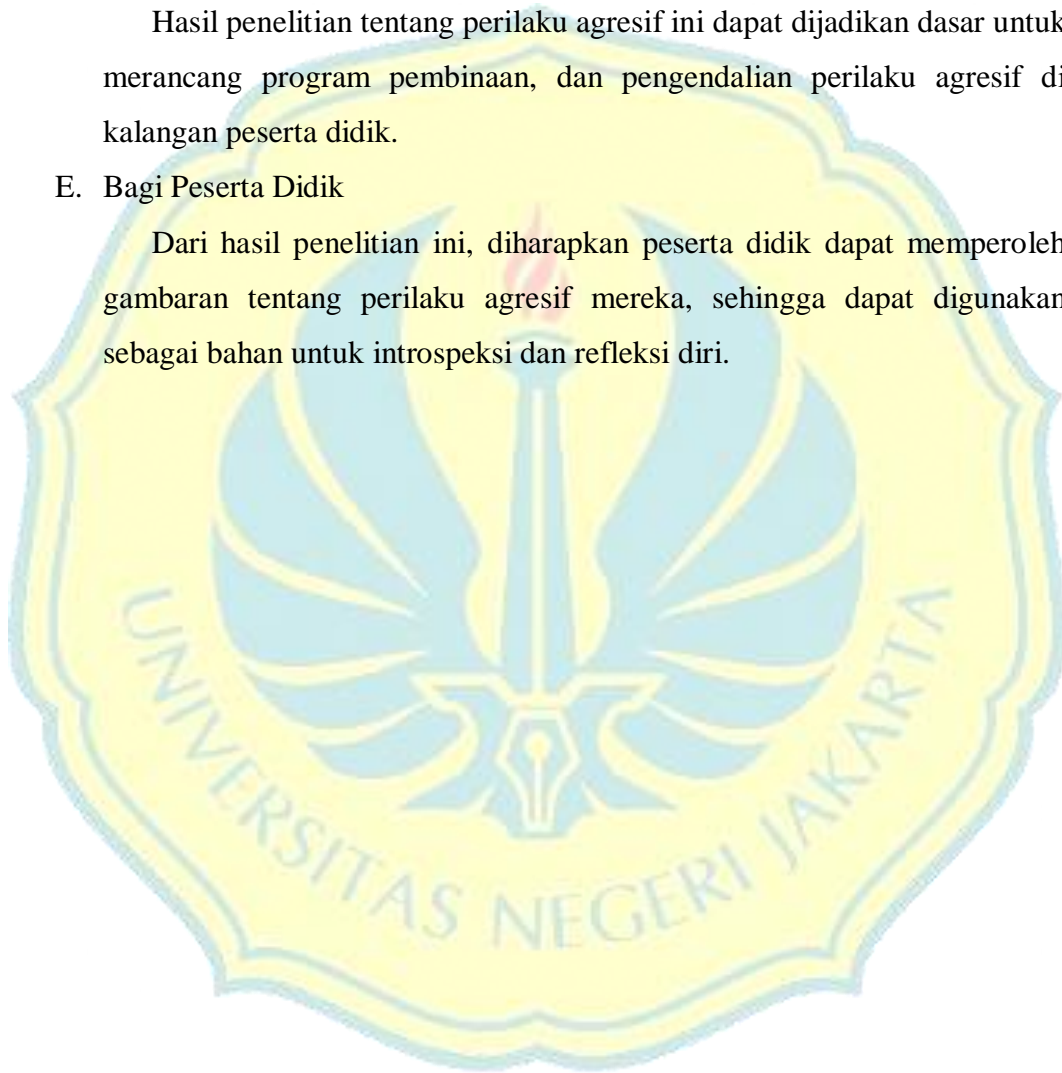 Hasil penelitian tentang perilaku agresif ini dapat dijadikan dasar untuk
merancang program pembinaan, dan pengendalian perilaku agresif di
kalangan peserta didik.
E. Bagi Peserta Didik
Dari hasil penelitian ini, diharapkan peserta didik dapat memperoleh
gambaran tentang perilaku agresif mereka, sehingga dapat digunakan
sebagai bahan untuk introspeksi dan refleksi diri.
UNIVERSITAS NEGERI JAKARTA